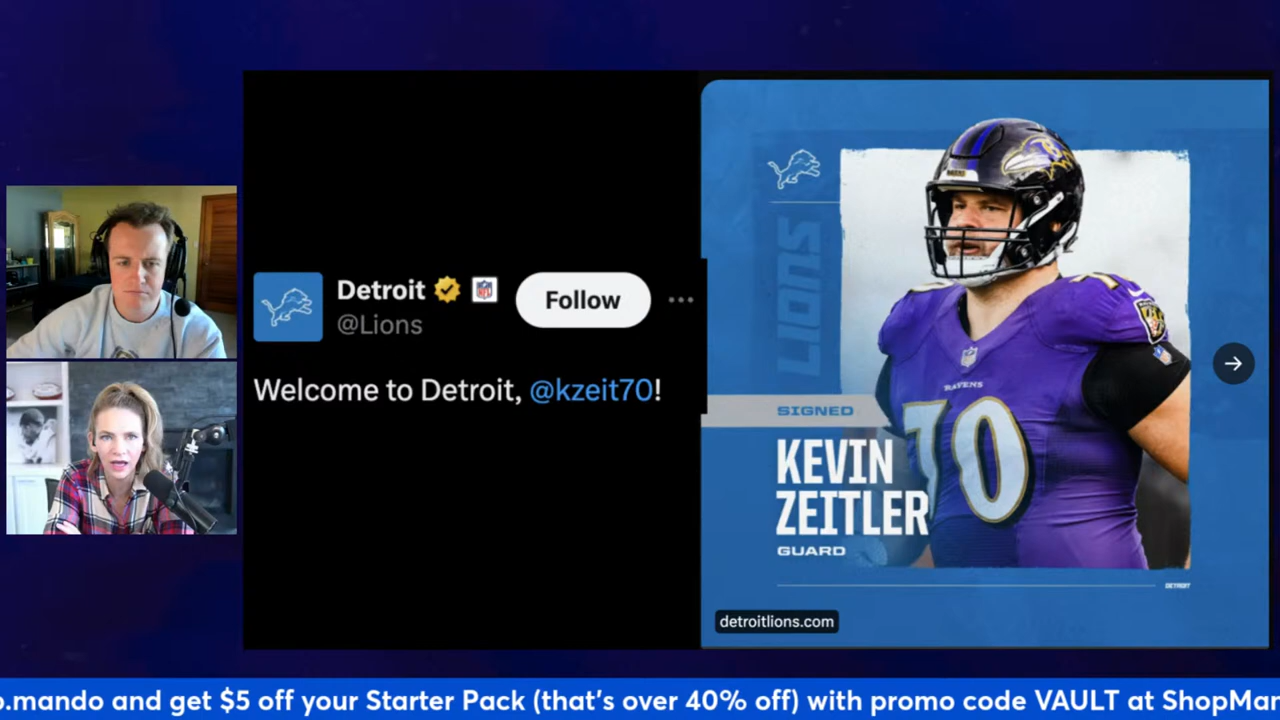 Detroit
Follow
@Lions
Welcome to Detroit, @kzeit70!
LIONS
RAVENS
70
SIGNED
KEVIN
ZEITLER
GUARD
DETROIT
detroitlions.com
o.mando and get $5 off your Starter Pack (that's over 40% off) with promo code VAULT at ShopMan